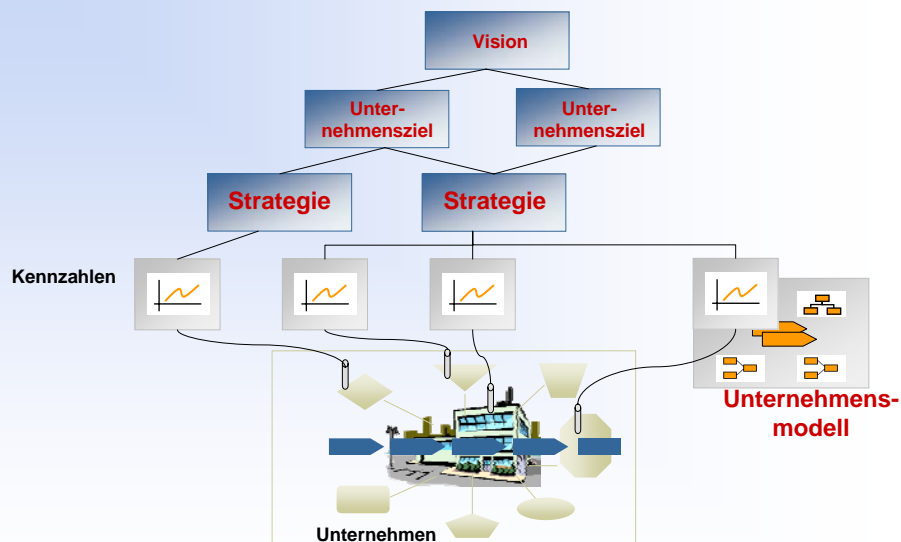 Vision
Unter-
nehmensziel
Unter-
nehmensziel
Strategie
Strategie
Kennzahlen
Unternehmens-
modell
Unternehmen